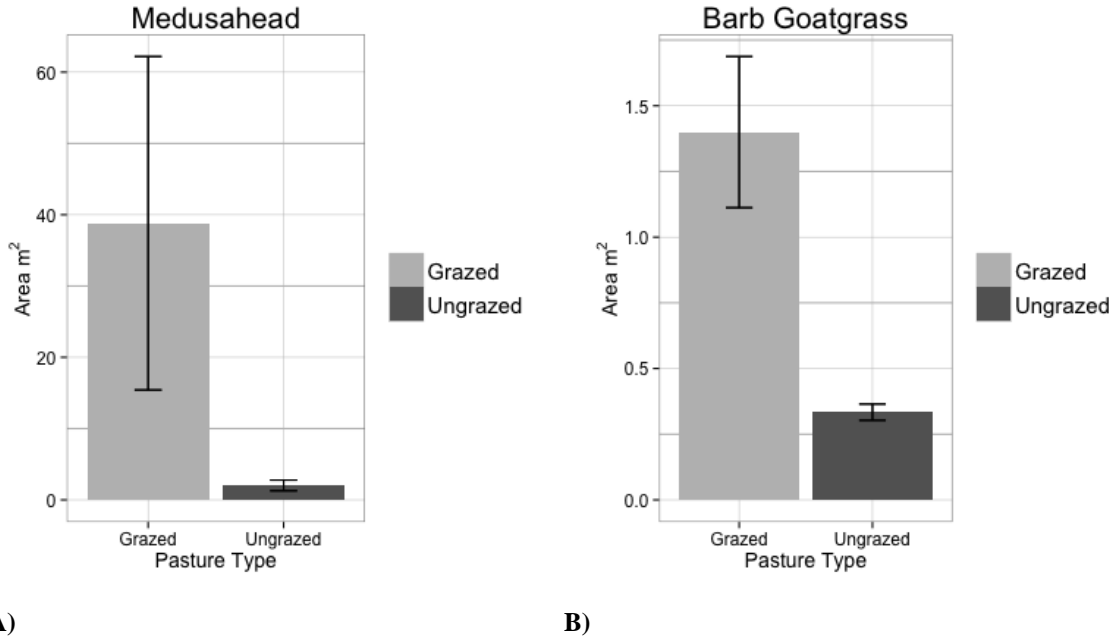 Medusahead
60
40
20
0
Area m²
Grazed
Ungrazed
Pasture Type
Grazed
Ungrazed
A)
Barb Goatgrass
1.5
1.0
0.5
0.0
Area m²
Grazed
Ungrazed
Pasture Type
Grazed
Ungrazed
B)